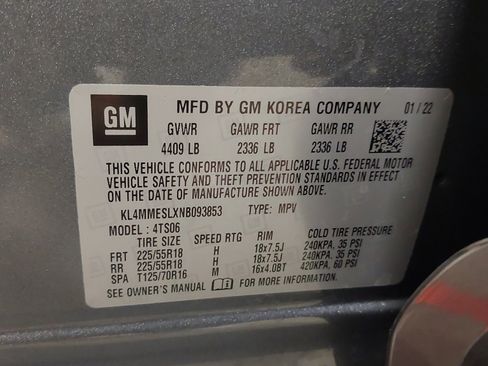 GM
MFD BY GM KOREA COMPANY 01/22
GVWR GAWR FRT GAWR RR
4409 LB 2336 LB 2336 LB
THIS VEHICLE CONFORMS TO ALL APPLICABLE U.S. FEDERAL MOTOR
VEHICLE SAFETY AND THEFT PREVENTION STANDARDS IN EFFECT
ON THE DATE OF MANUFACTURE SHOWN ABOVE.
KL4MMESLXNB093853 TYPE: MPV
MODEL: 4TS06
TIRE SIZE SPEED RTG RIM COLD TIRE PRESSURE
FRT 225/55R18 H 18x7.5J 240KPA, 35 PSI
RR 225/55R18 H 18x7.5J 240KPA, 35 PSI
SPA T125/70R16 M 16x4.0BT 420KPA, 60 PSI
SEE OWNER'S MANUAL FOR MORE INFORMATION.